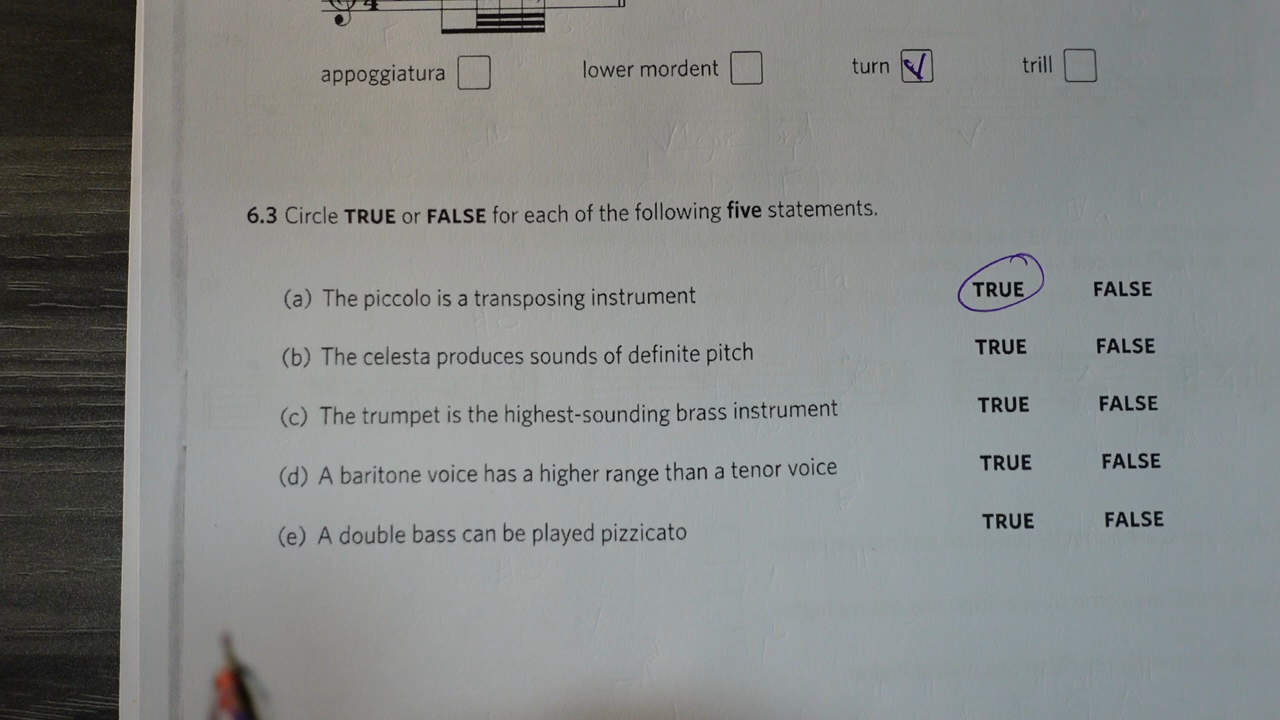 appoggiatura lower mordent turn trill
6.3 Circle TRUE or FALSE for each of the following five statements.
(a) The piccolo is a transposing instrument TRUE FALSE
(b) The celesta produces sounds of definite pitch TRUE FALSE
(c) The trumpet is the highest-sounding brass instrument TRUE FALSE
(d) A baritone voice has a higher range than a tenor voice TRUE FALSE
(e) A double bass can be played pizzicato TRUE FALSE